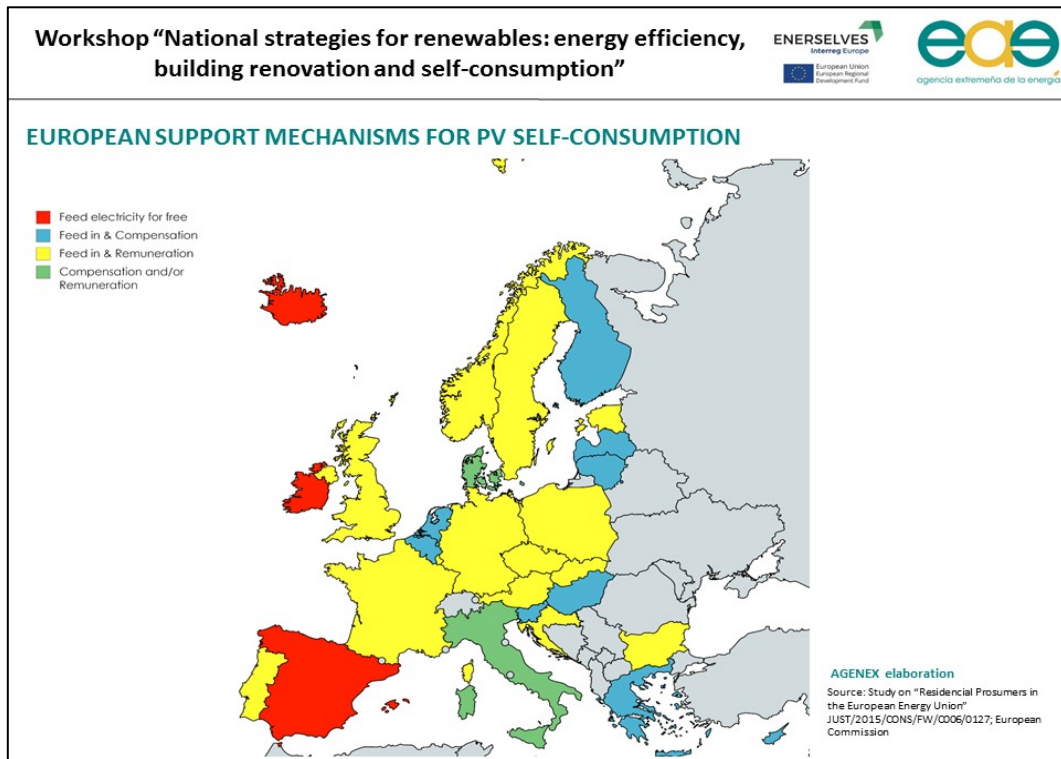 Workshop “National strategies for renewables: energy efficiency,
building renovation and self-consumption”
ENERSELVES
Interreg Europe
European Union
European Regional
Development Fund
eae
agencia extremeña de la energía
EUROPEAN SUPPORT MECHANISMS FOR PV SELF-CONSUMPTION
Feed electricity for free
Feed in & Compensation
Feed in & Remuneration
Compensation and/or
Remuneration
AGENEX elaboration
Source: Study on “Residencial Prosumers in
the European Energy Union”
JUST/2015/CONS/FW/C006/0127; European
Commission